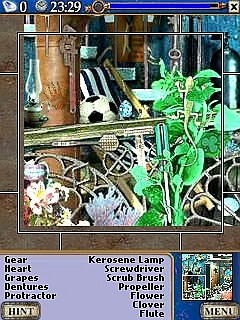 0 23:29
Gear Kerosene Lamp
Heart Screwdriver
Grapes Scrub Brush
Dentures Propeller
Protractor Flower
Clover
Flute
HINT MENU